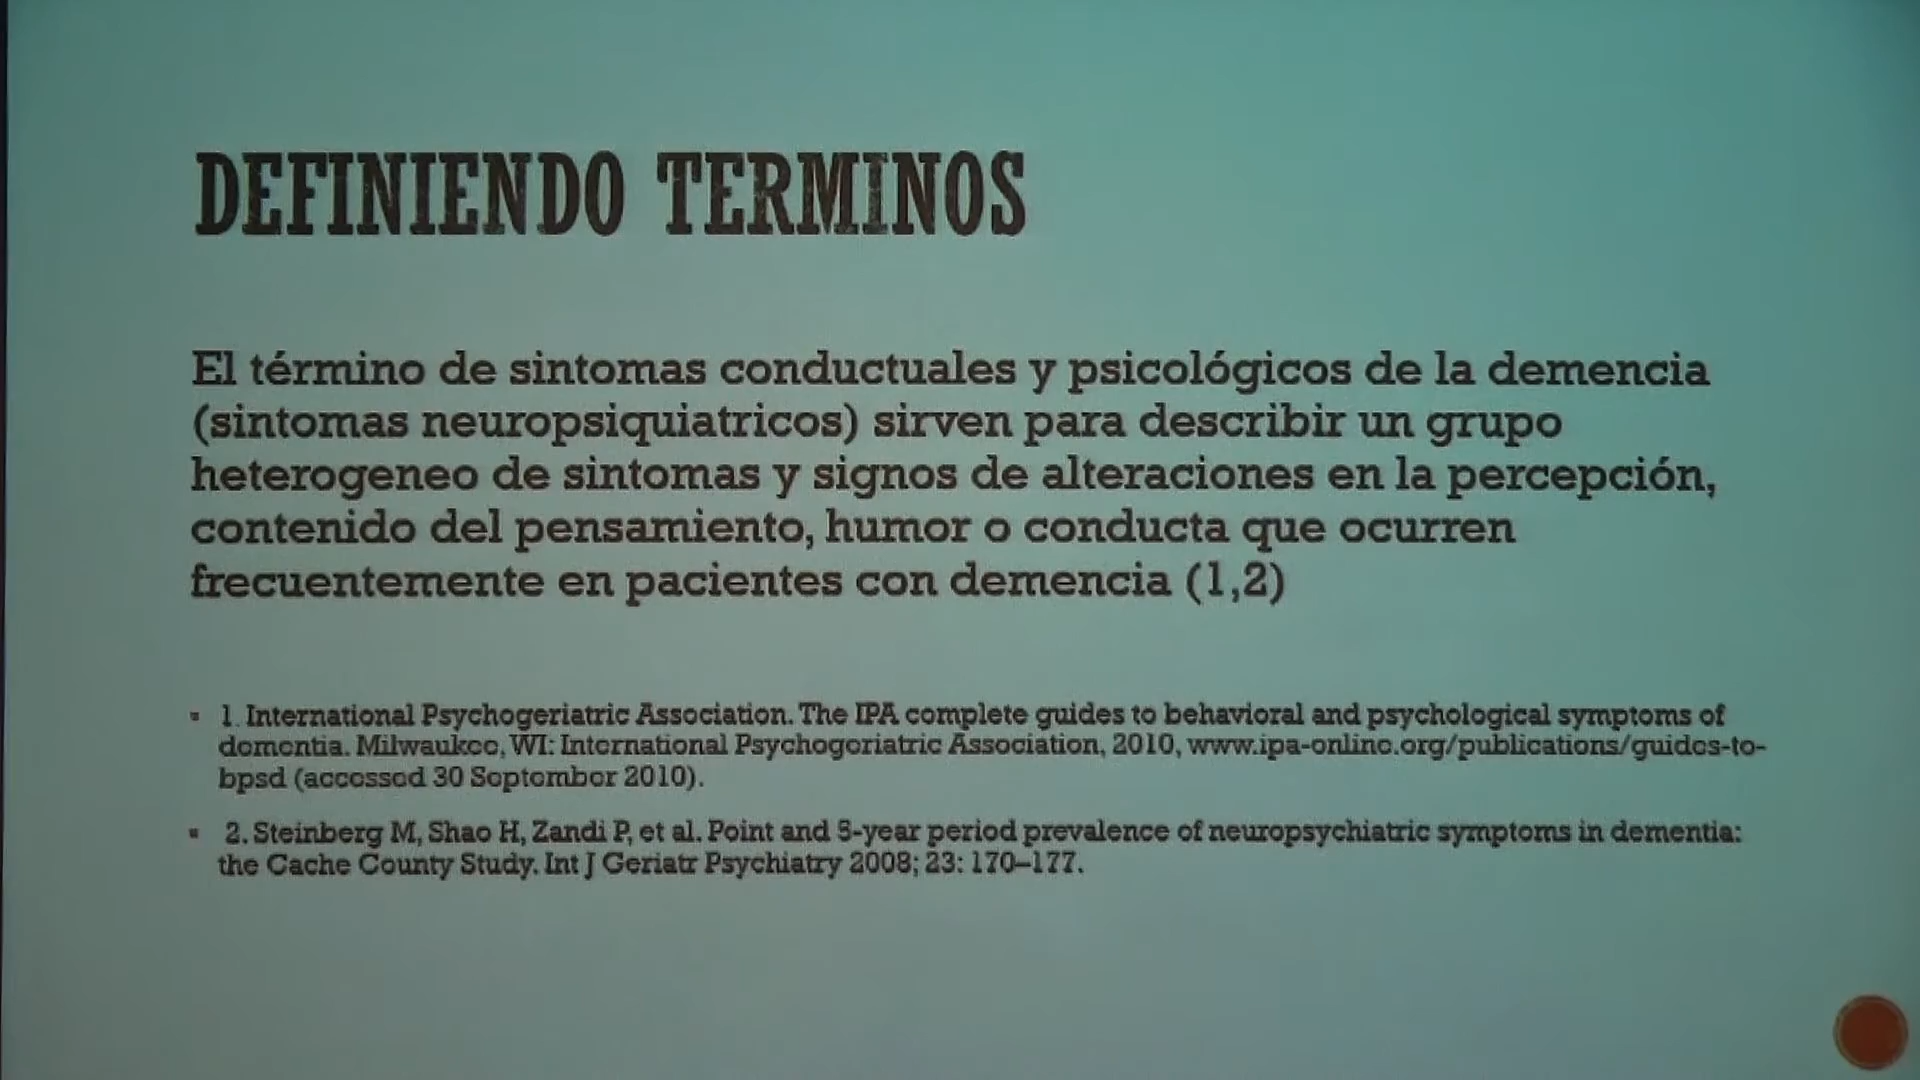 DEFINIENDO TERMINOS
El término de sintomas conductuales y psicológicos de la demencia
(sintomas neuropsiquiatricos) sirven para describir un grupo
heterogeneo de sintomas y signos de alteraciones en la percepción,
contenido del pensamiento, humor o conducta que ocurren
frecuentemente en pacientes con demencia (1,2)
▪ 1. International Psychogeriatric Association. The IPA complete guides to behavioral and psychological symptoms of
dementia. Milwaukee, WI: International Psychogeriatric Association, 2010, www.ipa-online.org/publications/guides-to-
bpsd (accessed 30 September 2010).
▪ 2. Steinberg M, Shao H, Zandi P, et al. Point and 5-year period prevalence of neuropsychiatric symptoms in dementia:
the Cache County Study. Int J Geriatr Psychiatry 2008; 23: 170–177.